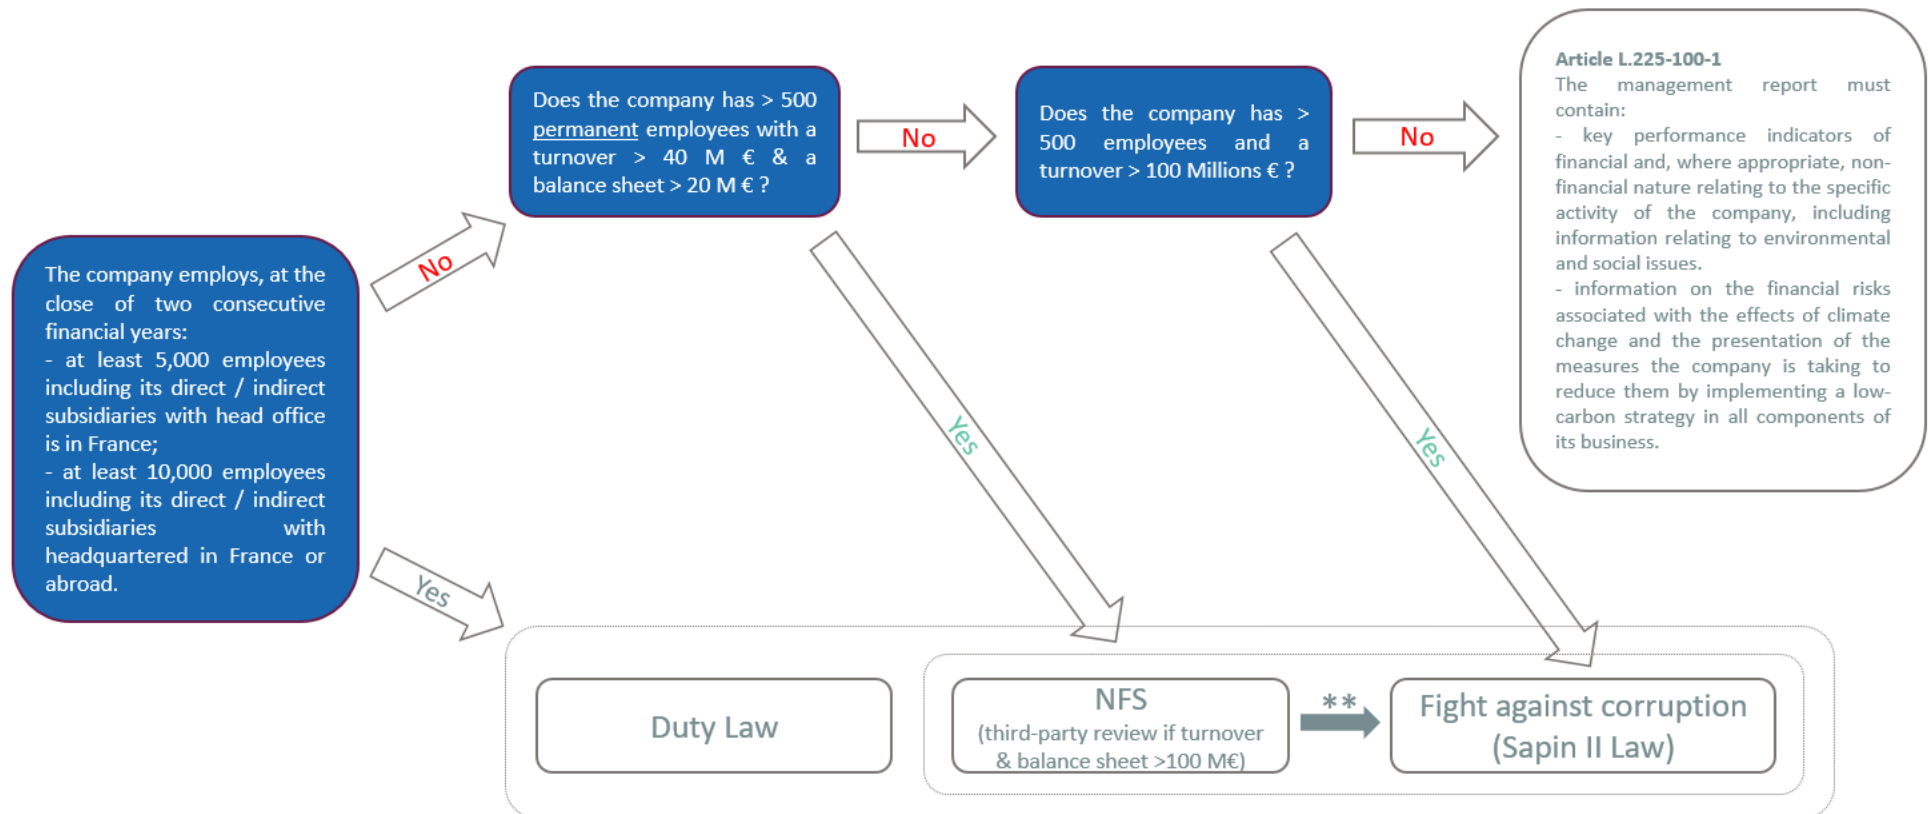 The company employs, at the
close of two consecutive
financial years:
- at least 5,000 employees
including its direct / indirect
subsidiaries with head office
is in France;
- at least 10,000 employees
including its direct / indirect
subsidiaries with
headquartered in France or
abroad.
No
Yes
Does the company has > 500
permanent employees with a
turnover > 40 M € & a
balance sheet > 20 M € ?
No
Yes
Does the company has >
500 employees and a
turnover > 100 Millions € ?
No
Yes
Article L.225-100-1
The management report must
contain:
- key performance indicators of
financial and, where appropriate, non-
financial nature relating to the specific
activity of the company, including
information relating to environmental
and social issues.
- information on the financial risks
associated with the effects of climate
change and the presentation of the
measures the company is taking to
reduce them by implementing a low-
carbon strategy in all components of
its business.
Duty Law
NFS
(third-party review if turnover
& balance sheet >100 M€)
**
Fight against corruption
(Sapin II Law)